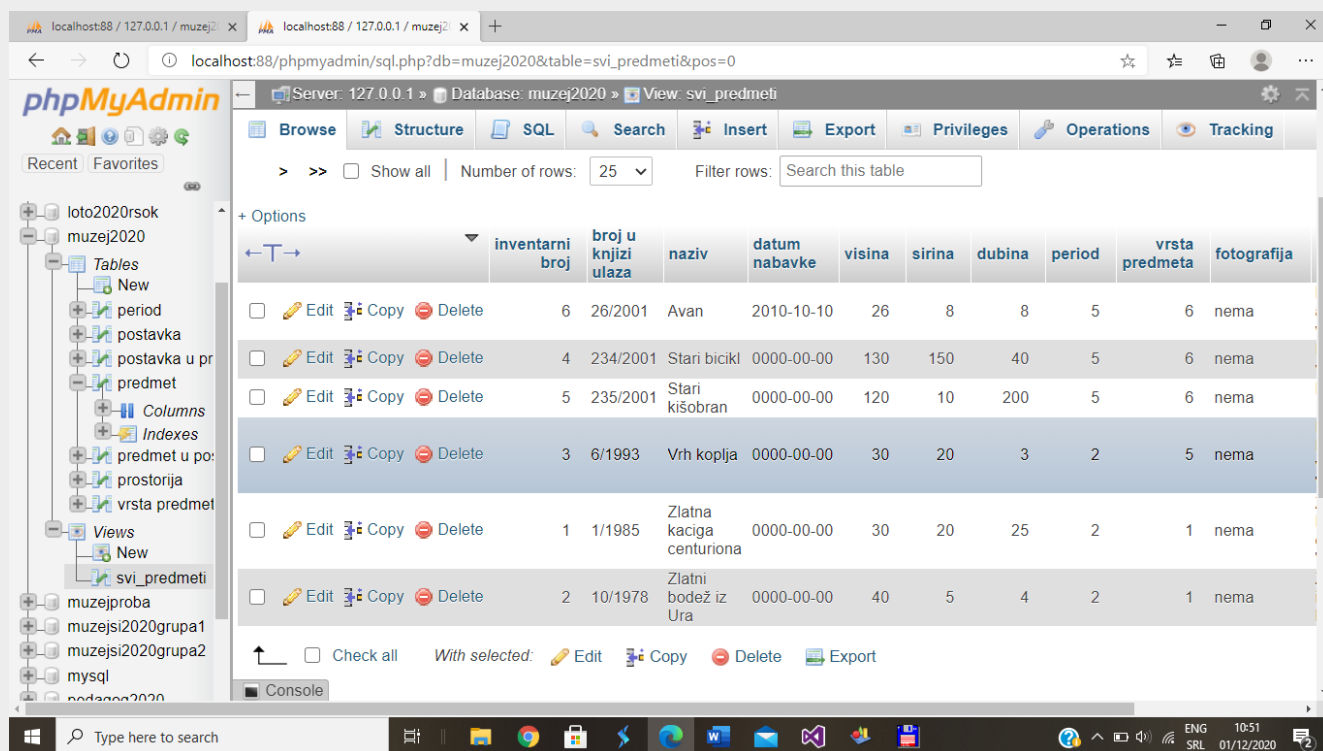 localhost:88 / 127.0.0.1 / muzej2
localhost:88 / 127.0.0.1 / muzej2
localhost:88/phpmyadmin/sql.php?db=muzej2020&table=svi_predmeti&pos=0
phpMyAdmin
Recent Favorites
loto2020rsok
muzej2020
Tables
New
period
postavka
postavka u pr
predmet
Columns
Indexes
predmet u po
prostorija
vrsta predmet
Views
New
svi_predmeti
muzejproba
muzejsi2020grupa1
muzejsi2020grupa2
mysql
pedagog2020
Server: 127.0.0.1 » Database: muzej2020 » View: svi_predmeti
Browse Structure SQL Search Insert Export Privileges Operations Tracking
> >> Show all | Number of rows: 25 Filter rows: Search this table
+ Options
←T→ inventarni broj broj u knjizi ulaza naziv datum nabavke visina sirina dubina period vrsta predmeta fotografija
Edit Copy Delete 6 26/2001 Avan 2010-10-10 26 8 8 5 6 nema
Edit Copy Delete 4 234/2001 Stari bicikl 0000-00-00 130 150 40 5 6 nema
Edit Copy Delete 5 235/2001 Stari kišobran 0000-00-00 120 10 200 5 6 nema
Edit Copy Delete 3 6/1993 Vrh koplja 0000-00-00 30 20 3 2 5 nema
Edit Copy Delete 1 1/1985 Zlatna kaciga centuriona 0000-00-00 30 20 25 2 1 nema
Edit Copy Delete 2 10/1978 Zlatni bodež iz Ura 0000-00-00 40 5 4 2 1 nema
Check all With selected: Edit Copy Delete Export
Console
Type here to search
ENG
SRL
10:51
01/12/2020